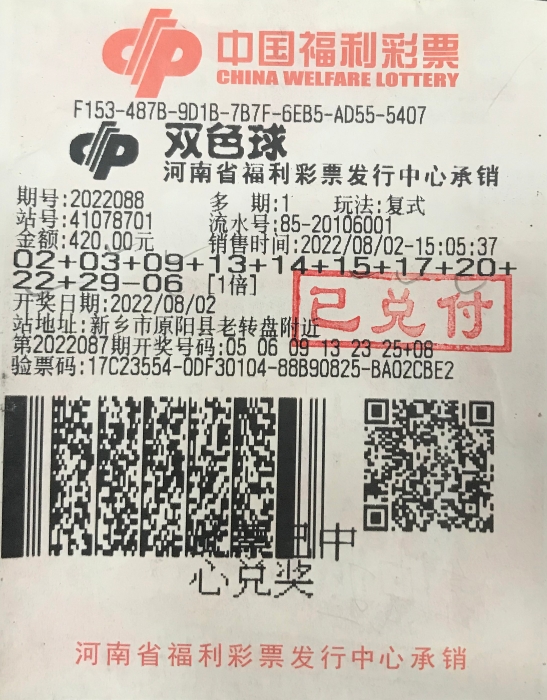 中国福利彩票
CHINA WELFARE LOTTERY
F153-487B-9D1B-7B7F-6EB5-AD55-5407
双色球
河南省福利彩票发行中心承销
期号:2022088 多 期:1 玩法:复式
站号:41078701 流水号:85-20106001
金额:420.00元 销售时间:2022/08/02-15:05:37
02+03+09+13+14+15+17+20+
22+29-06 [1倍]
开奖日期:2022/08/02
已兑付
站地址:新乡市原阳县老转盘附近
第2022087期开奖号码:05 06 09 13 23 25+08
验票码:17C23554-0DF30104-88B90825-BA02CBE2
中
心兑奖
河南省福利彩票发行中心承销